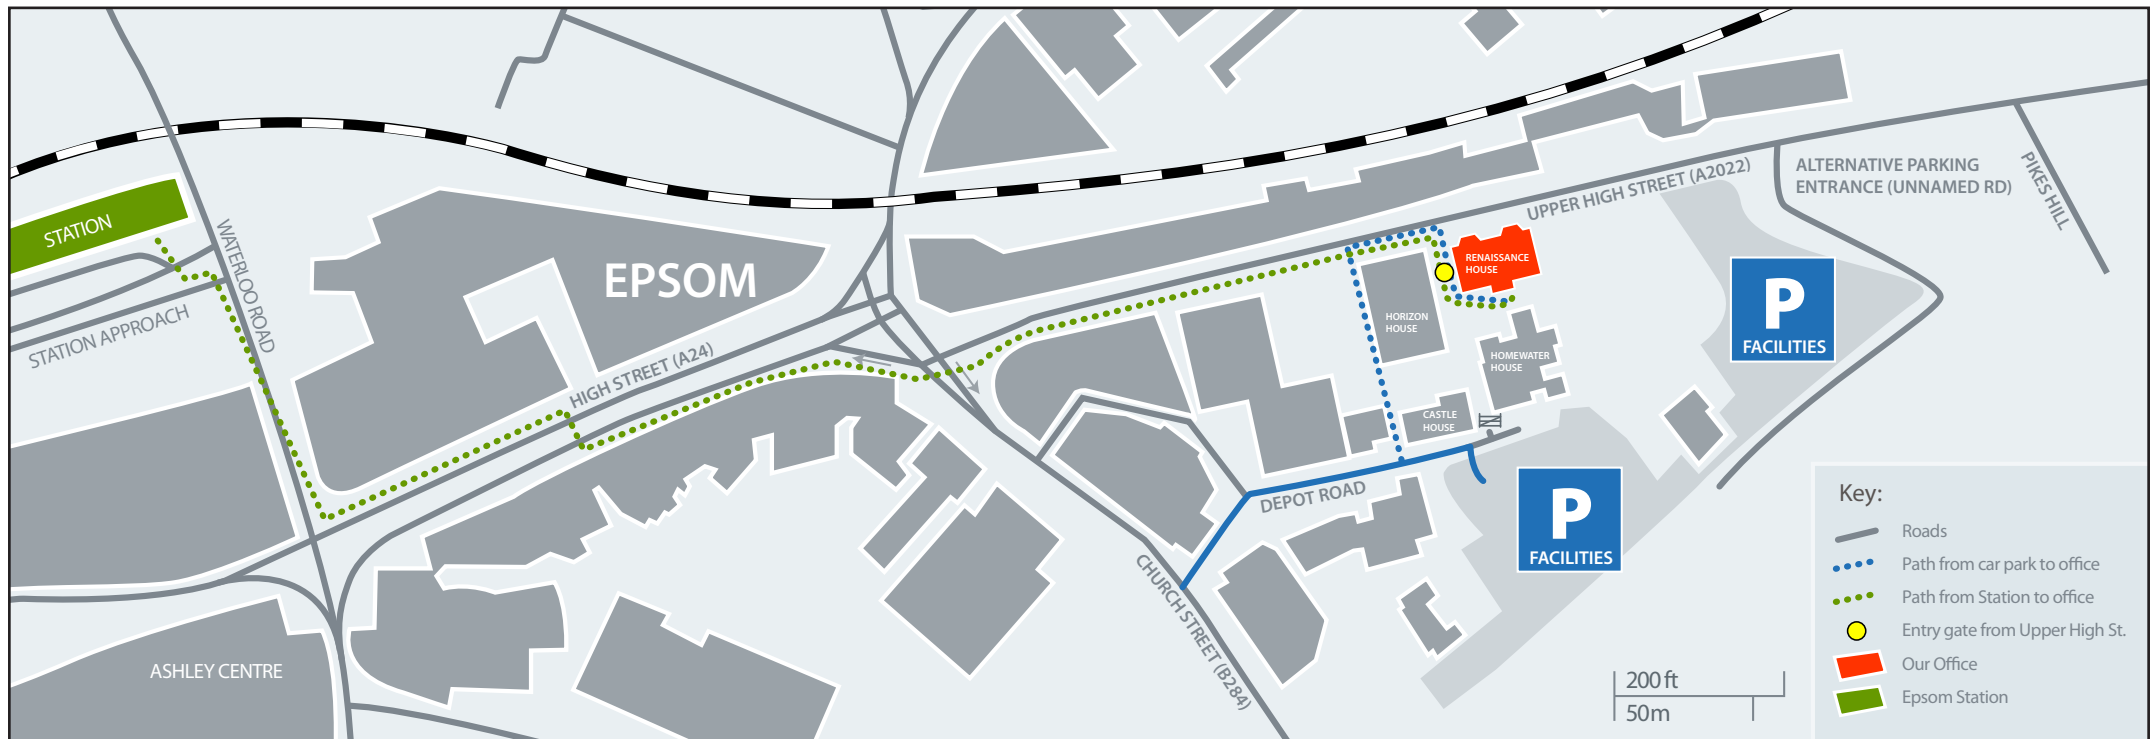 STATION
WATERLOO ROAD
STATION APPROACH
EPSOM
HIGH STREET (A24)
ASHLEY CENTRE
UPPER HIGH STREET (A2022)
ALTERNATIVE PARKING
ENTRANCE (UNNAMED RD)
PIKES HILL
RENAISSANCE
HOUSE
HORIZON
HOUSE
HOMEWATER
HOUSE
CASTLE
HOUSE
P
FACILITIES
DEPOT ROAD
P
FACILITIES
CHURCH STREET (B284)
200 ft
50m
Key:
Roads
Path from car park to office
Path from Station to office
Entry gate from Upper High St.
Our Office
Epsom Station